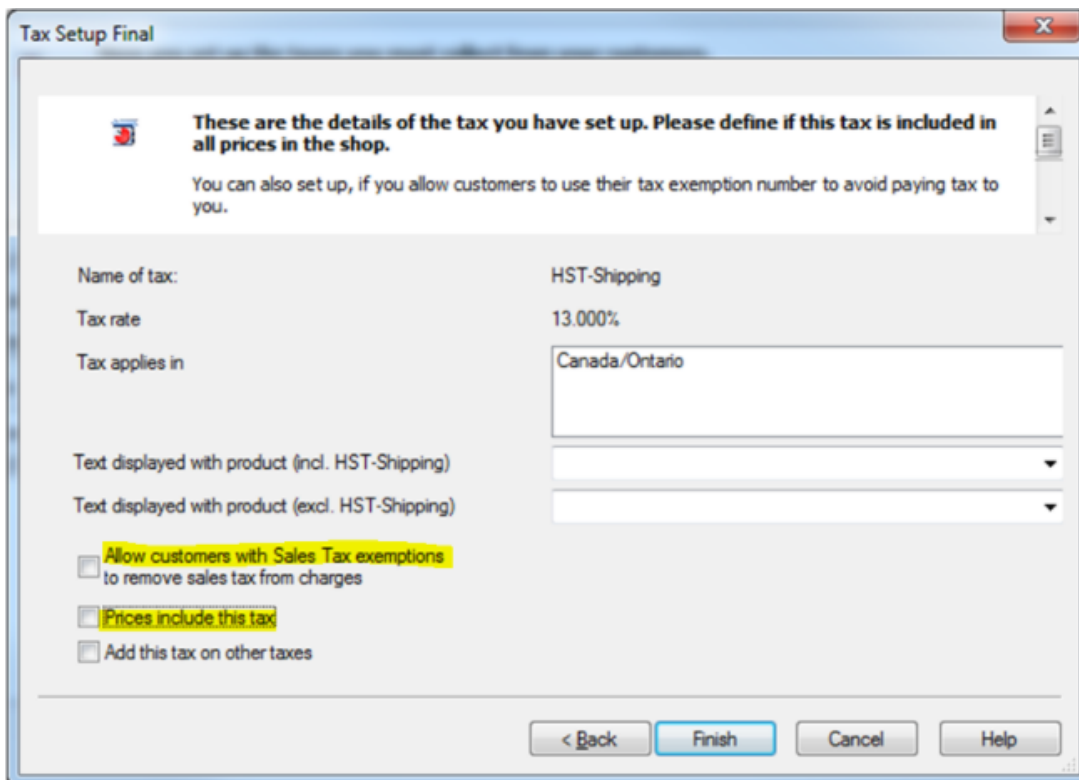 Tax Setup Final
These are the details of the tax you have set up. Please define if this tax is included in
all prices in the shop.
You can also set up, if you allow customers to use their tax exemption number to avoid paying tax to
you.
Name of tax:
HST-Shipping
Tax rate
13.000%
Tax applies in
Canada/Ontario
Text displayed with product (incl. HST-Shipping)
Text displayed with product (excl. HST-Shipping)
Allow customers with Sales Tax exemptions
to remove sales tax from charges
Prices include this tax
Add this tax on other taxes
< Back
Finish
Cancel
Help